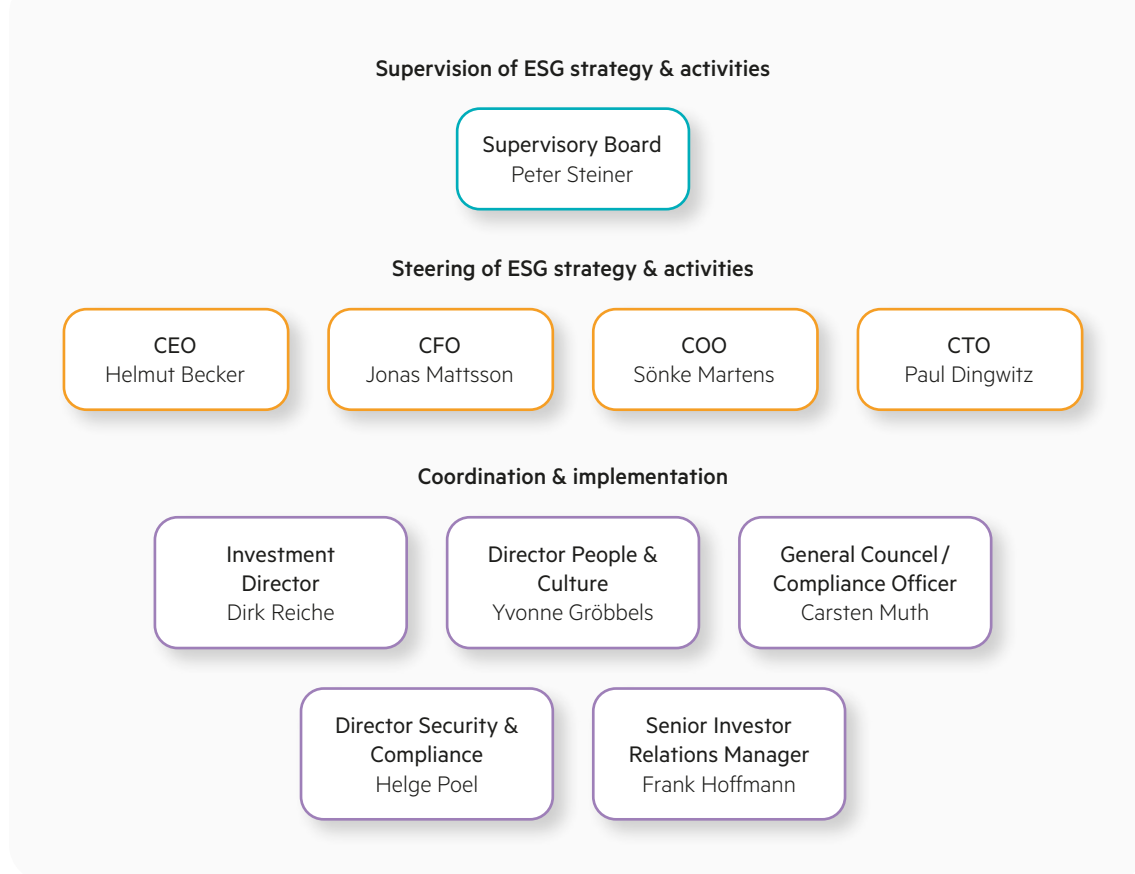 Supervision of ESG strategy & activities
Supervisory Board
Peter Steiner
Steering of ESG strategy & activities
CEO
Helmut Becker
CFO
Jonas Mattsson
COO
Sönke Martens
CTO
Paul Dingwitz
Coordination & implementation
Investment
Director
Dirk Reiche
Director People &
Culture
Yvonne Gröbbels
General Councel /
Compliance Officer
Carsten Muth
Director Security &
Compliance
Helge Poel
Senior Investor
Relations Manager
Frank Hoffmann